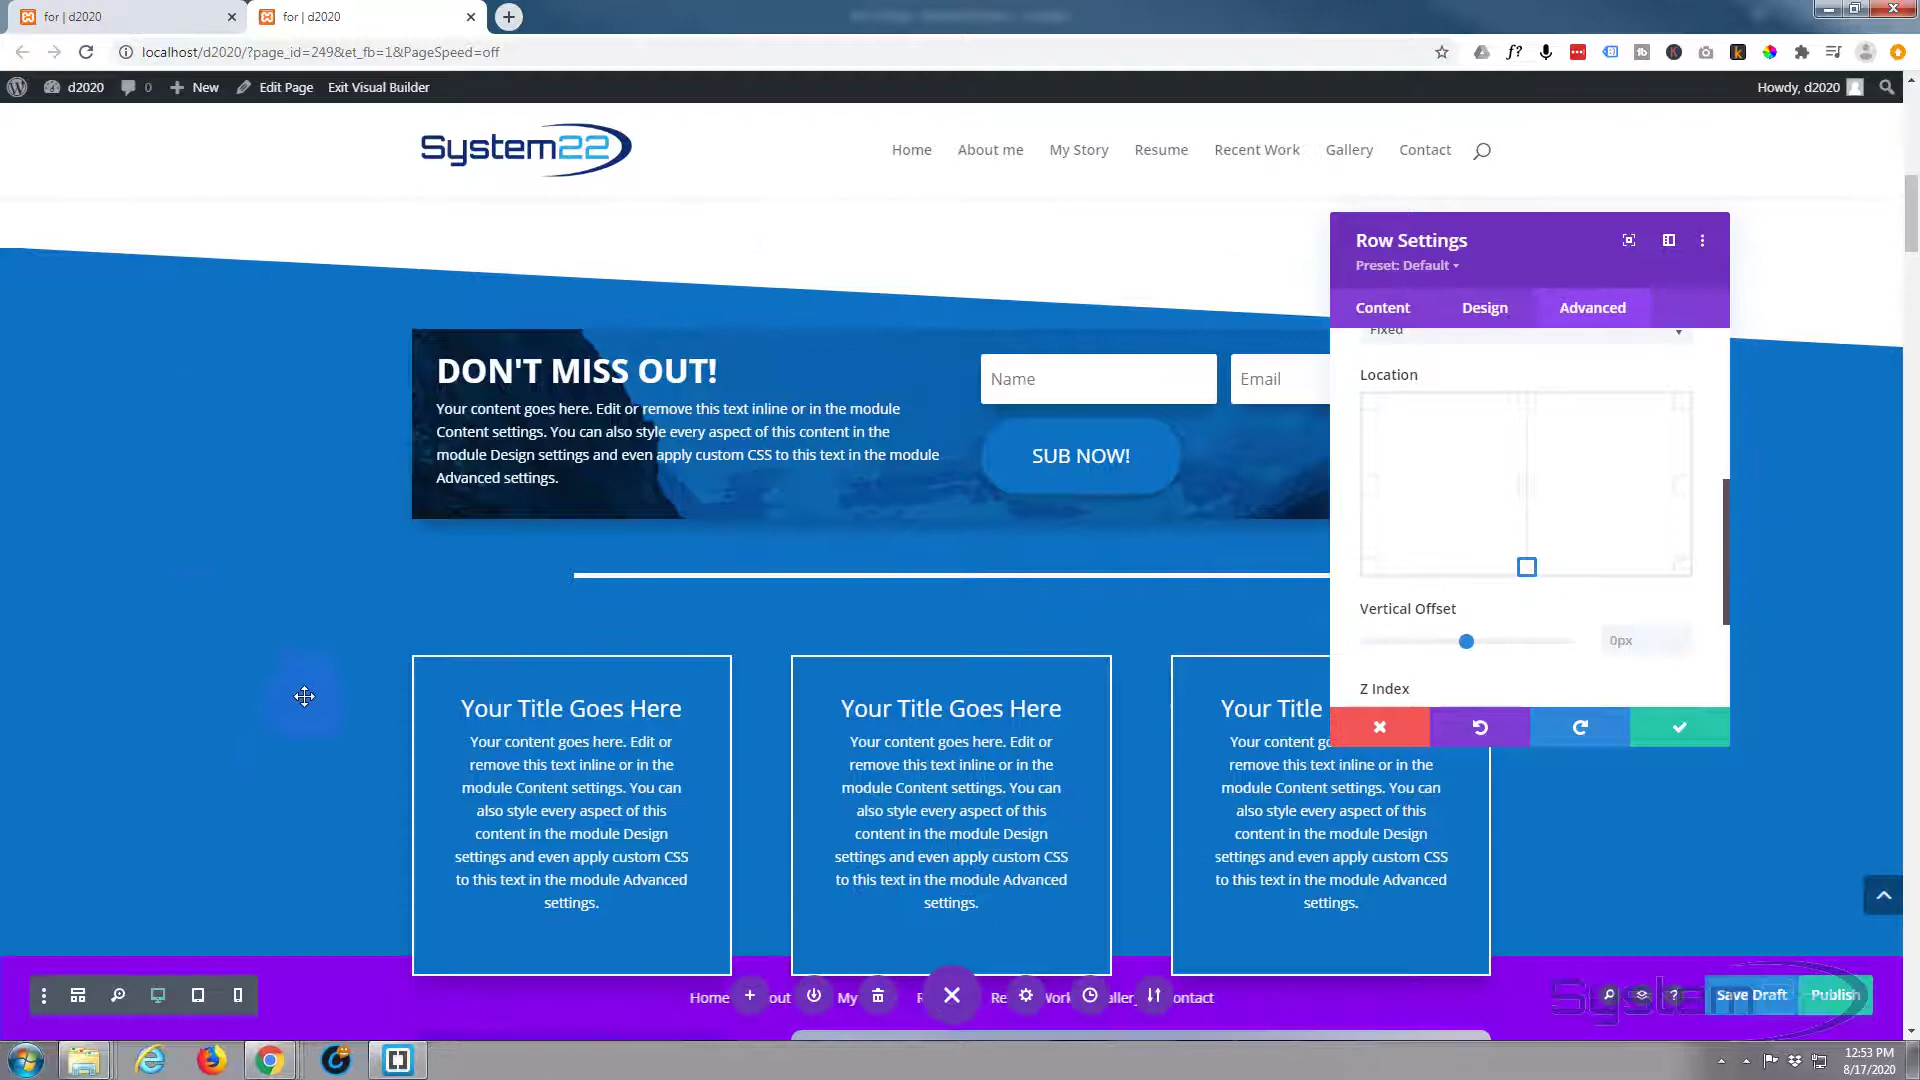 for | d2020
for | d2020
localhost/d2020/?page_id=249&et_fb=1&PageSpeed=off
d2020
0
New
Edit Page
Exit Visual Builder
Howdy, d2020
System22
Home
About me
My Story
Resume
Recent Work
Gallery
Contact
Row Settings
Preset: Default
Content
Design
Advanced
Fixed
Location
Vertical Offset
0px
Z Index
DON'T MISS OUT!
Your content goes here. Edit or remove this text inline or in the module
Content settings. You can also style every aspect of this content in the
module Design settings and even apply custom CSS to this text in the module
Advanced settings.
Name
Email
SUB NOW!
Your Title Goes Here
Your content goes here. Edit or
remove this text inline or in the
module Content settings. You can
also style every aspect of this
content in the module Design
settings and even apply custom CSS
to this text in the module Advanced
settings.
Your Title Goes Here
Your content goes here. Edit or
remove this text inline or in the
module Content settings. You can
also style every aspect of this
content in the module Design
settings and even apply custom CSS
to this text in the module Advanced
settings.
Your Title
Your content go
remove this text inline or in the
module Content settings. You can
also style every aspect of this
content in the module Design
settings and even apply custom CSS
to this text in the module Advanced
settings.
Home
out
My
R
Re
Work
aller
ontact
Save Draft
Publish
12:53 PM
8/17/2020